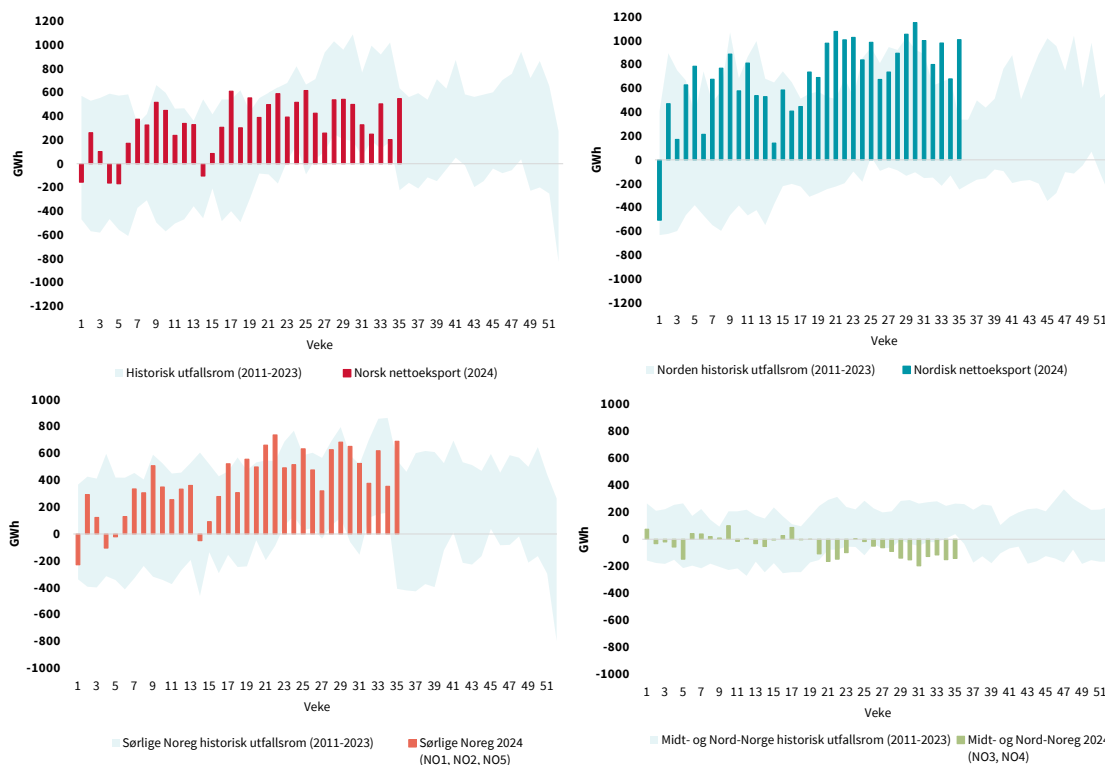 1200
1000
800
600
400
200
0
-200
-400
-600
-800
-1000
-1200
GWh
1 3 5 7 9 11 13 15 17 19 21 23 25 27 29 31 33 35 37 39 41 43 45 47 49 51
Veke
Historisk utfallsrom (2011-2023) Norsk nettoeksport (2024)
1200
1000
800
600
400
200
0
-200
-400
-600
-800
-1000
-1200
GWh
1 3 5 7 9 11 13 15 17 19 21 23 25 27 29 31 33 35 37 39 41 43 45 47 49 51
Veke
Norden historisk utfallsrom (2011-2023) Nordisk nettoeksport (2024)
1000
800
600
400
200
0
-200
-400
-600
-800
-1000
GWh
1 3 5 7 9 11 13 15 17 19 21 23 25 27 29 31 33 35 37 39 41 43 45 47 49 51
Veke
Sørlige Noreg historisk utfallsrom (2011-2023) Sørlige Noreg 2024
(NO1, NO2, NO5)
1000
800
600
400
200
0
-200
-400
-600
-800
-1000
GWh
1 3 5 7 9 11 13 15 17 19 21 23 25 27 29 31 33 35 37 39 41 43 45 47 49 51
Veke
Midt- og Nord-Norge historisk utfallsrom (2011-2023) Midt- og Nord-Noreg 2024
(NO3, NO4)